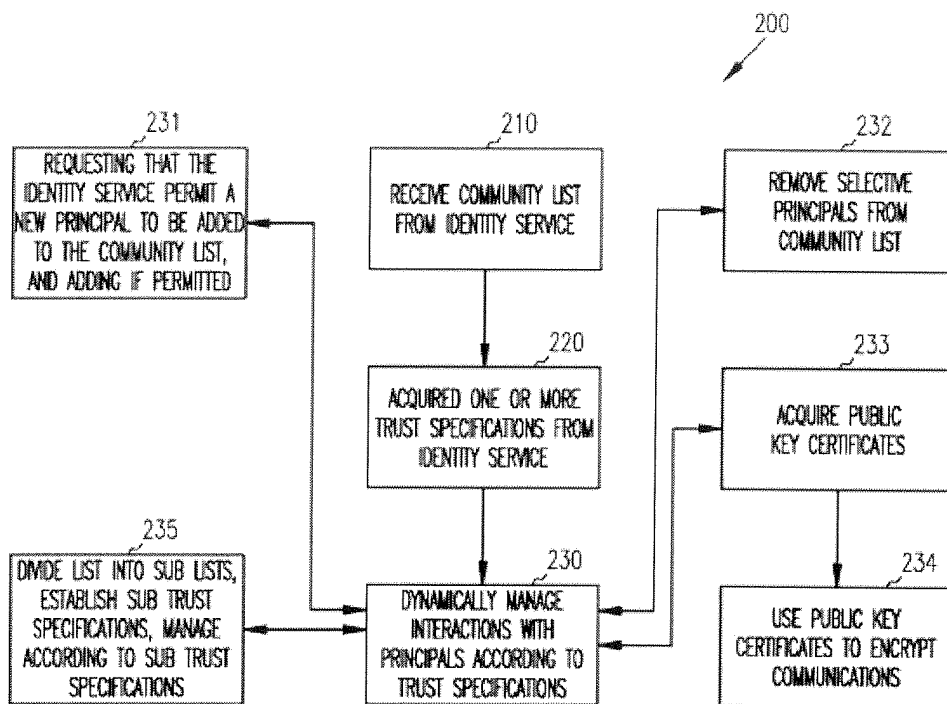 200
231
REQUESTING THAT THE
IDENTITY SERVICE PERMIT A
NEW PRINCIPAL TO BE ADDED
TO THE COMMUNITY LIST,
AND ADDING IF PERMITTED
210
RECEIVE COMMUNITY LIST
FROM IDENTITY SERVICE
232
REMOVE SELECTIVE
PRINCIPALS FROM
COMMUNITY LIST
220
ACQUIRED ONE OR MORE
TRUST SPECIFICATIONS FROM
IDENTITY SERVICE
233
ACQUIRE PUBLIC
KEY CERTIFICATES
235
DIVIDE LIST INTO SUB LISTS,
ESTABLISH SUB TRUST
SPECIFICATIONS, MANAGE
ACCORDING TO SUB TRUST
SPECIFICATIONS
230
DYNAMICALLY MANAGE
INTERACTIONS WITH
PRINCIPALS ACCORDING TO
TRUST SPECIFICATIONS
234
USE PUBLIC KEY
CERTIFICATES TO ENCRYPT
COMMUNICATIONS